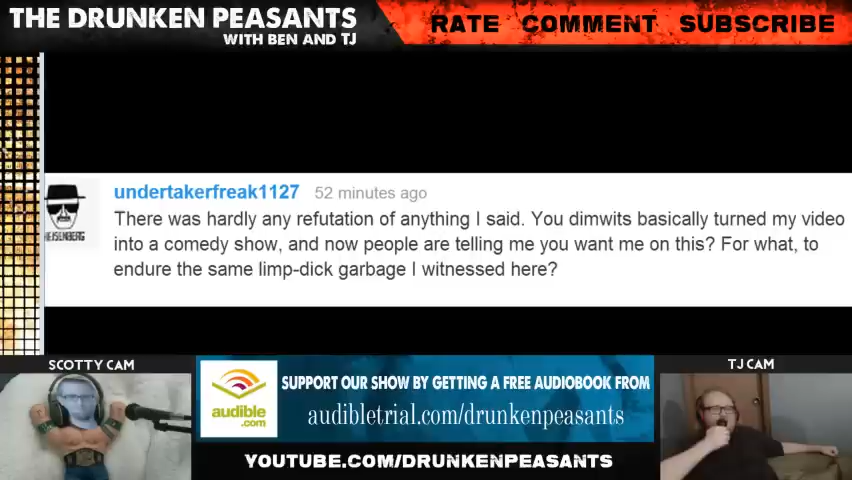 THE DRUNKEN PEASANTS
WITH BEN AND TJ
RATE COMMENT SUBSCRIBE
undertakerfreak1127 52 minutes ago
There was hardly any refutation of anything I said. You dimwits basically turned my video
into a comedy show, and now people are telling me you want me on this? For what, to
endure the same limp-dick garbage I witnessed here?
HEISENBERG
SCOTTY CAM
TJ CAM
audible
.com
SUPPORT OUR SHOW BY GETTING A FREE AUDIOBOOK FROM
audibletrial.com/drunkenpeasants
YOUTUBE.COM/DRUNKENPEASANTS